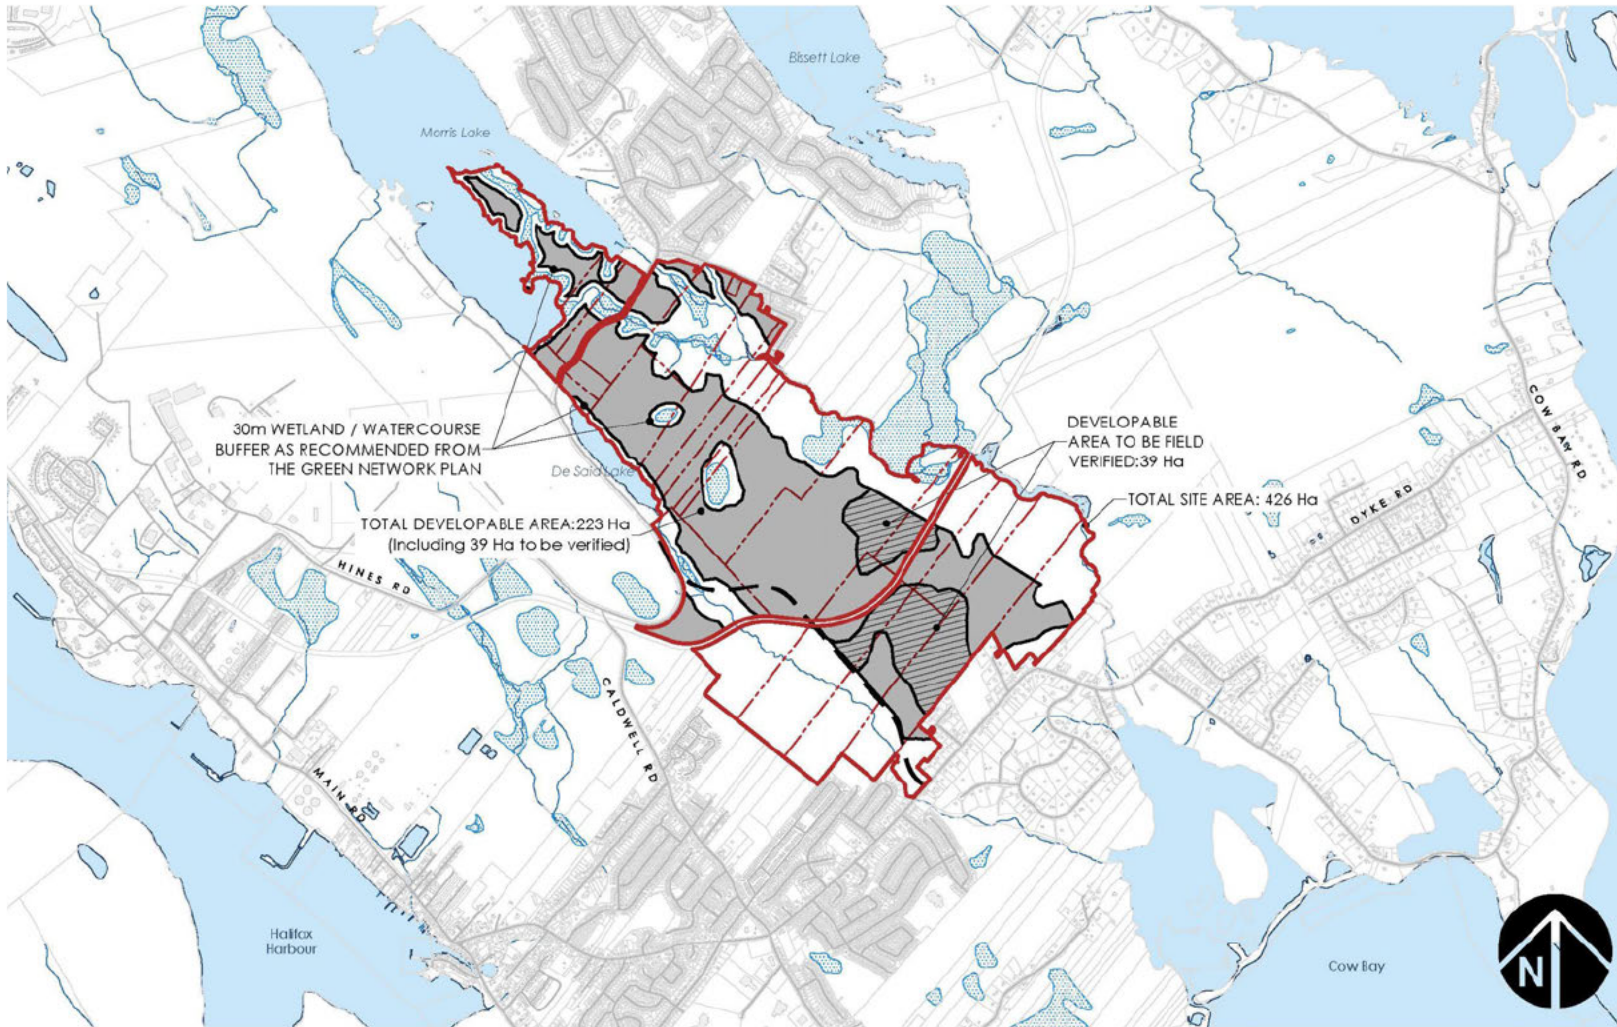 Bissett Lake
Morris Lake
30m WETLAND / WATERCOURSE
BUFFER AS RECOMMENDED FROM
THE GREEN NETWORK PLAN
De Said Lake
TOTAL DEVELOPABLE AREA:223 Ha
(Including 39 Ha to be verified)
DEVELOPABLE
AREA TO BE FIELD
VERIFIED:39 Ha
TOTAL SITE AREA: 426 Ha
COW BAY RD
DYKE RD
HINES RD
CALDWELL RD
MAIN RD
Halifax
Harbour
Cow Bay
N